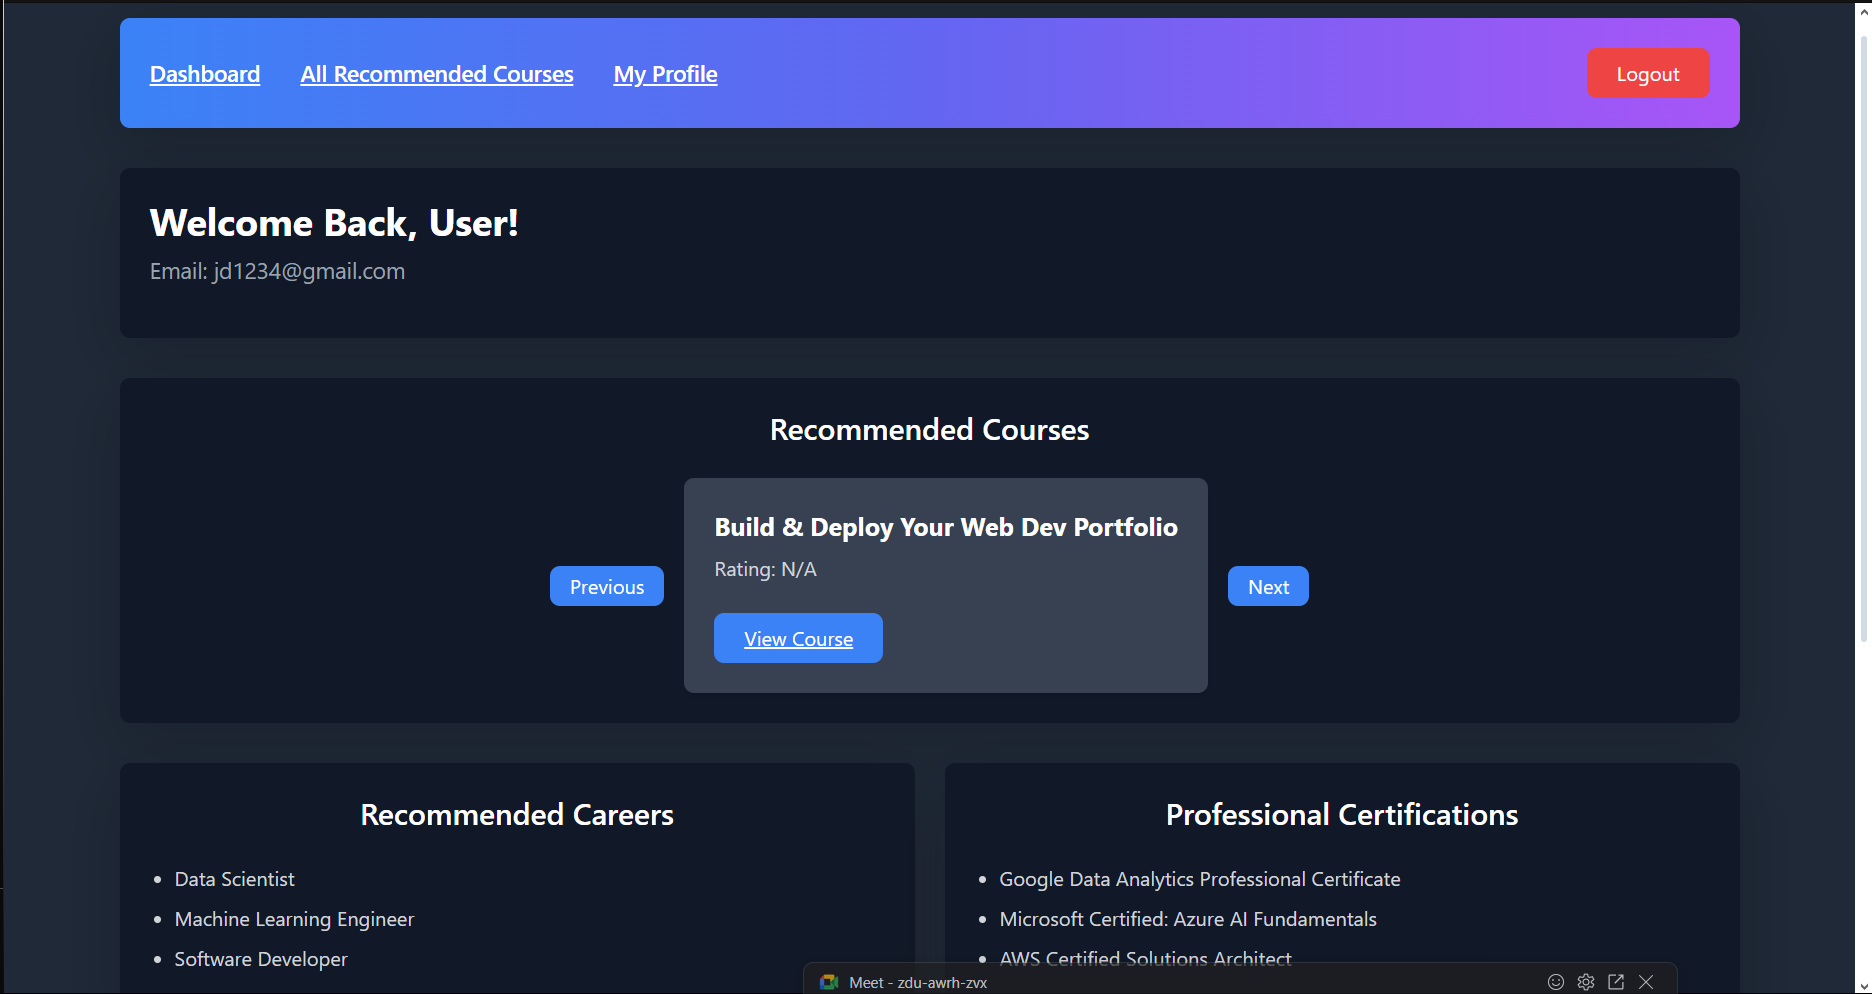 Dashboard All Recommended Courses My Profile Logout
Welcome Back, User!
Email: jd1234@gmail.com
Recommended Courses
Build & Deploy Your Web Dev Portfolio
Rating: N/A
Previous
Next
View Course
Recommended Careers
• Data Scientist
• Machine Learning Engineer
• Software Developer
Professional Certifications
• Google Data Analytics Professional Certificate
• Microsoft Certified: Azure AI Fundamentals
• AWS Certified Solutions Architect
Meet - zdu-awrh-zvx